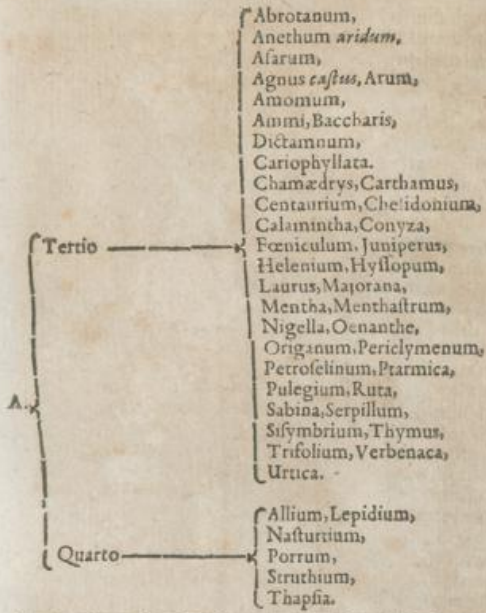 Abrotanum,
Anethum aridum,
Aſarum,
Agnus caſtus, Arum,
Amomum,
Ammi, Baccharis,
Dictamnum,
Cariophyllata.
Chamædrys, Carthamus,
Centaurium, Chelidonium,
Calamintha, Conyza,
Tertio
Fœniculum, Juniperus,
Helenium, Hyſſopum,
Laurus, Majorana,
Mentha, Menthaſtrum,
Nigella, Oenanthe,
Origanum, Periclymenum,
Petroſelinum, Ptarmica,
Pulegium, Ruta,
A.
Sabina, Serpillum,
Siſymbrium, Thymus,
Trifolium, Verbenaca,
Urtica.
Allium, Lepidium,
Naſturtium,
Quarto
Porrum,
Struthium,
Thapſia.